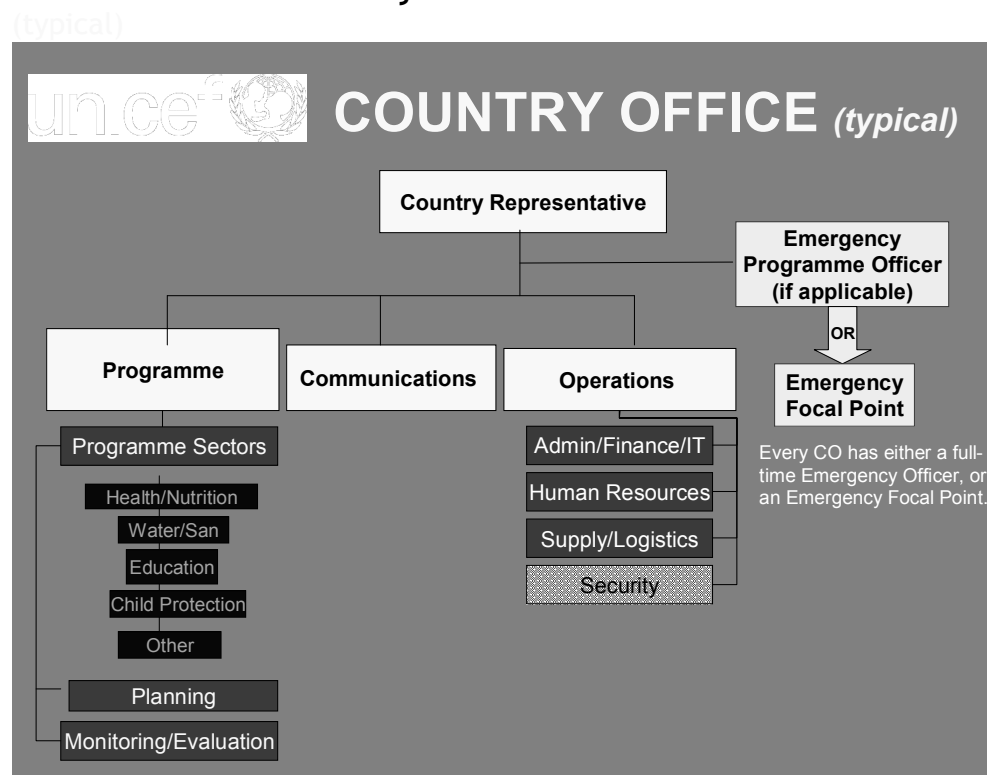 (typical)
unicef
COUNTRY OFFICE (typical)
Country Representative
Emergency
Programme Officer
(if applicable)
OR
Emergency
Focal Point
Every CO has either a full-
time Emergency Officer, or
an Emergency Focal Point.
Programme
Communications
Operations
Programme Sectors
Health/Nutrition
Water/San
Education
Child Protection
Other
Planning
Monitoring/Evaluation
Admin/Finance/IT
Human Resources
Supply/Logistics
Security